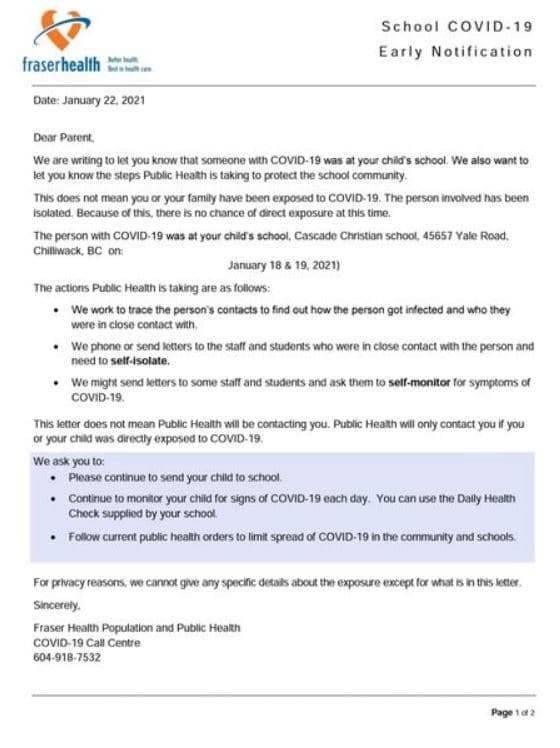 School COVID-19
Early Notification
fraserhealth
Better health.
Best in health care.
Date: January 22, 2021
Dear Parent,
We are writing to let you know that someone with COVID-19 was at your child's school. We also want to
let you know the steps Public Health is taking to protect the school community.
This does not mean you or your family have been exposed to COVID-19. The person involved has been
isolated. Because of this, there is no chance of direct exposure at this time.
The person with COVID-19 was at your child's school, Cascade Christian school, 45657 Yale Road,
Chilliwack, BC on:
January 18 & 19, 2021)
The actions Public Health is taking are as follows:
• We work to trace the person's contacts to find out how the person got infected and who they
were in close contact with.
• We phone or send letters to the staff and students who were in close contact with the person and
need to self-isolate.
• We might send letters to some staff and students and ask them to self-monitor for symptoms of
COVID-19.
This letter does not mean Public Health will be contacting you. Public Health will only contact you if you
or your child was directly exposed to COVID-19.
We ask you to:
• Please continue to send your child to school.
• Continue to monitor your child for signs of COVID-19 each day. You can use the Daily Health
Check supplied by your school.
• Follow current public health orders to limit spread of COVID-19 in the community and schools.
For privacy reasons, we cannot give any specific details about the exposure except for what is in this letter.
Sincerely,
Fraser Health Population and Public Health
COVID-19 Call Centre
604-918-7532
Page 1 of 2